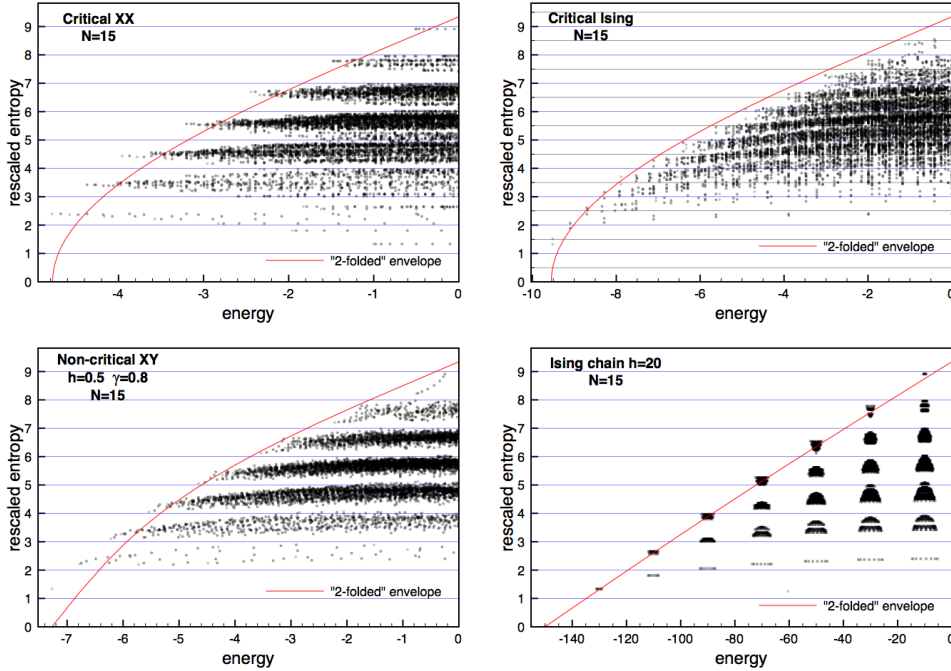 Critical XX
N=15
rescaled entropy
9
8
7
6
5
4
3
2
1
0
-4 -3 -2 -1 0
energy
"2-folded" envelope
Critical Ising
N=15
rescaled entropy
9
8
7
6
5
4
3
2
1
0
-10 -8 -6 -4 -2 0
energy
"2-folded" envelope
Non-critical XY
h=0.5 γ=0.8
N=15
rescaled entropy
9
8
7
6
5
4
3
2
1
0
-7 -6 -5 -4 -3 -2 -1 0
energy
"2-folded" envelope
Ising chain h=20
N=15
rescaled entropy
9
8
7
6
5
4
3
2
1
0
-140 -120 -100 -80 -60 -40 -20 0
energy
"2-folded" envelope